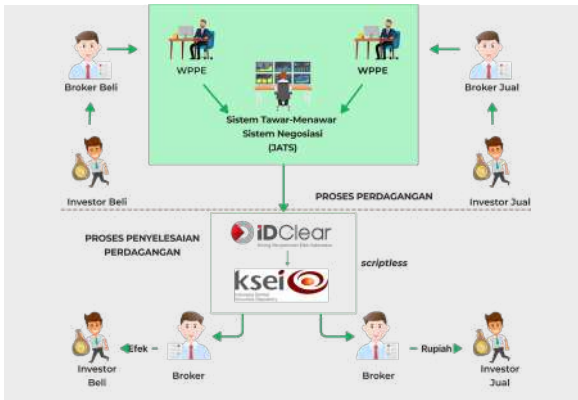 WPPE
WPPE
Broker Beli
Broker Jual
Sistem Tawar-Menawar
Sistem Negosiasi
(JATS)
Investor Beli
Investor Jual
PROSES PERDAGANGAN
PROSES PENYELESAIAN
PERDAGANGAN
iDClear
scriptless
ksei
Efek
Rupiah
Investor
Beli
Broker
Broker
Investor
Jual